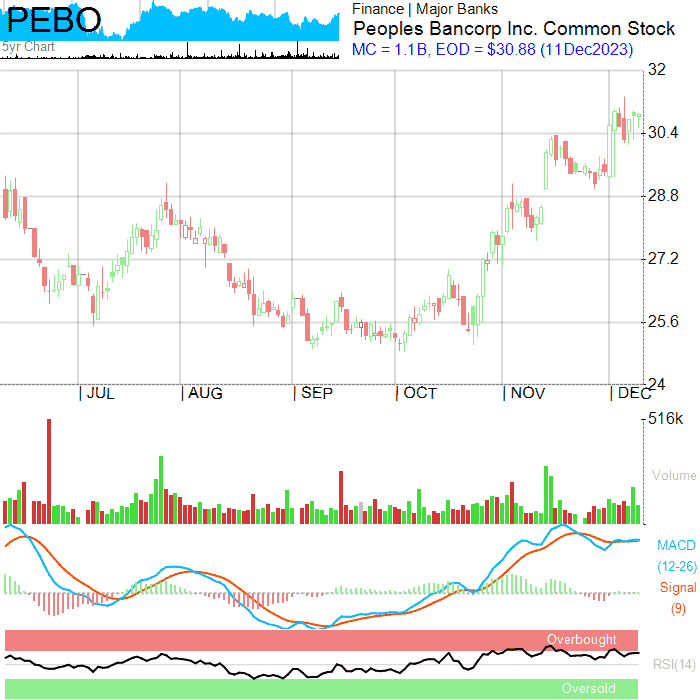 PEBO
5yr Chart
Finance | Major Banks
Peoples Bancorp Inc. Common Stock
MC = 1.1B, EOD = $30.88 (11Dec2023)
32
30.4
28.8
27.2
25.6
24
| JUL | AUG | SEP | OCT | NOV | DEC
516k
Volume
MACD
(12-26)
Signal
(9)
Overbought
RSI(14)
Oversold